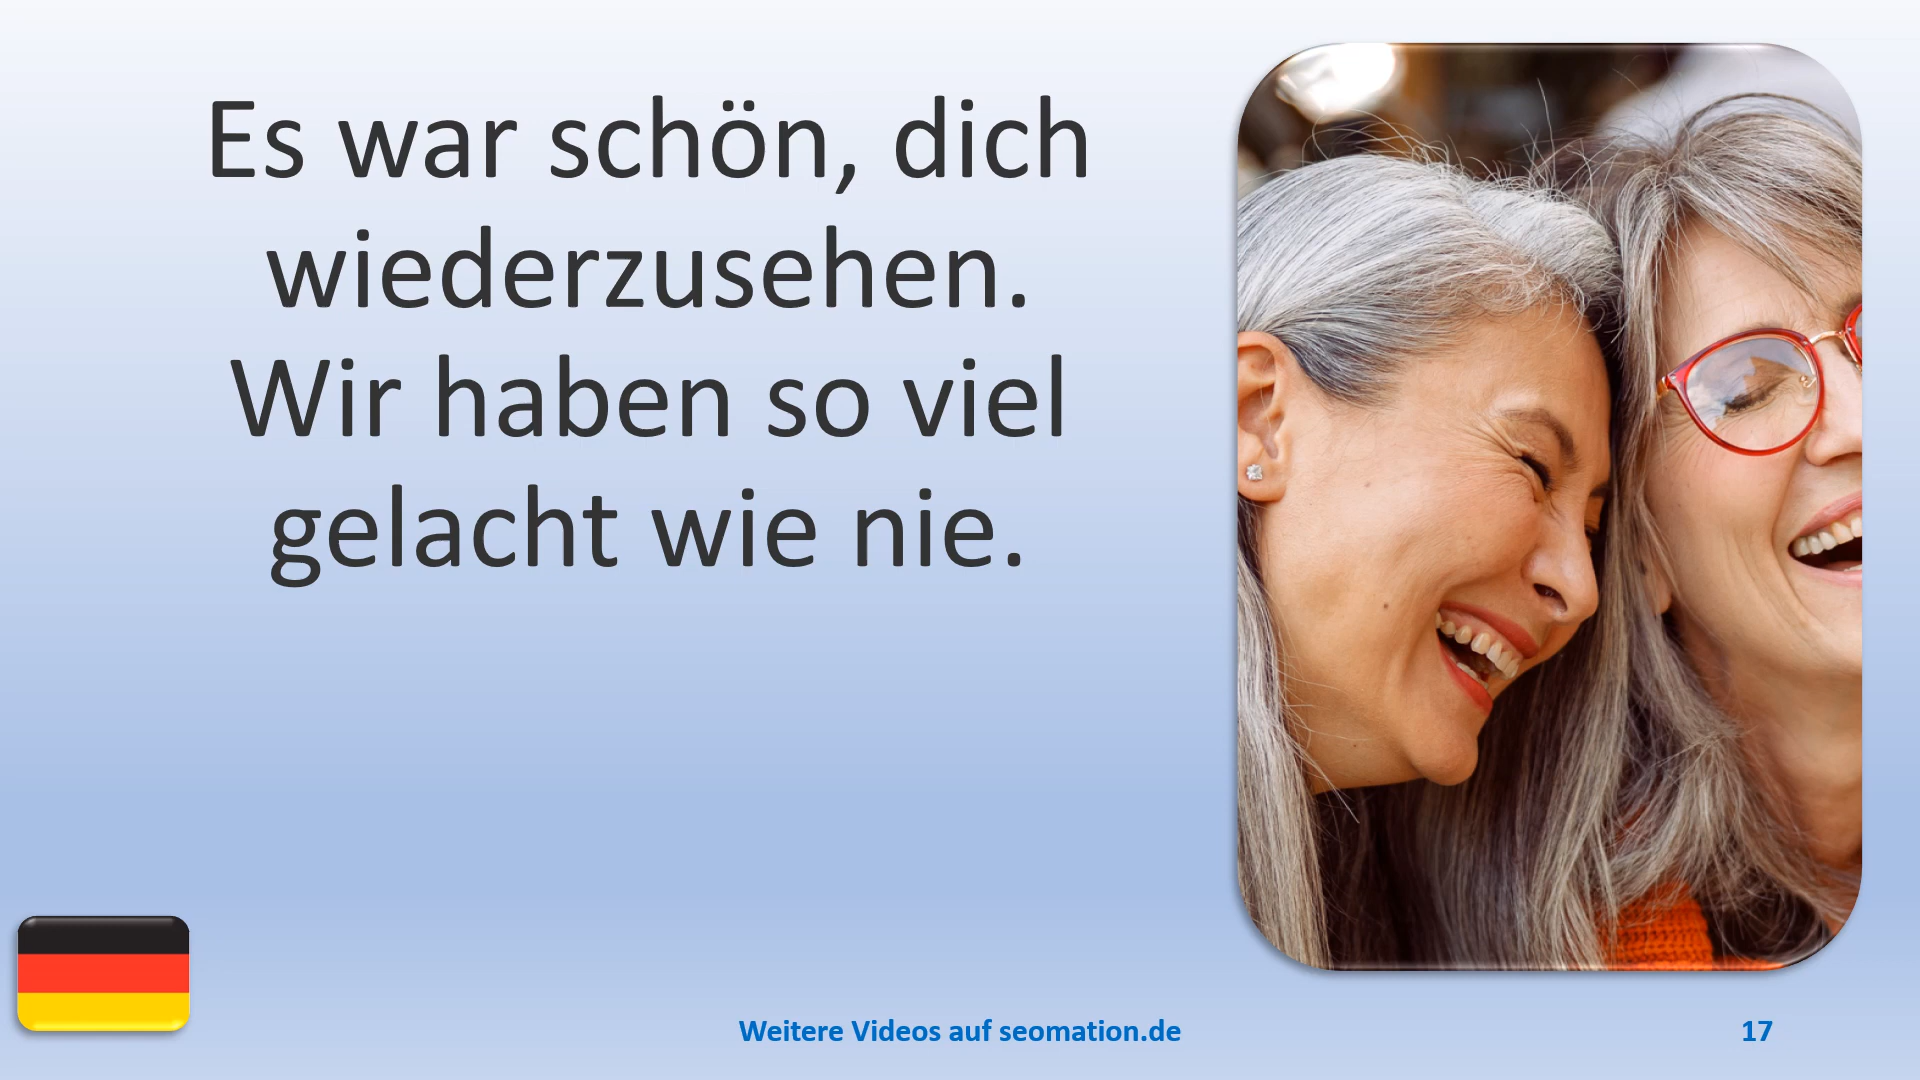 Es war schön, dich
wiederzusehen.
Wir haben so viel
gelacht wie nie.
Weitere Videos auf seomation.de
17